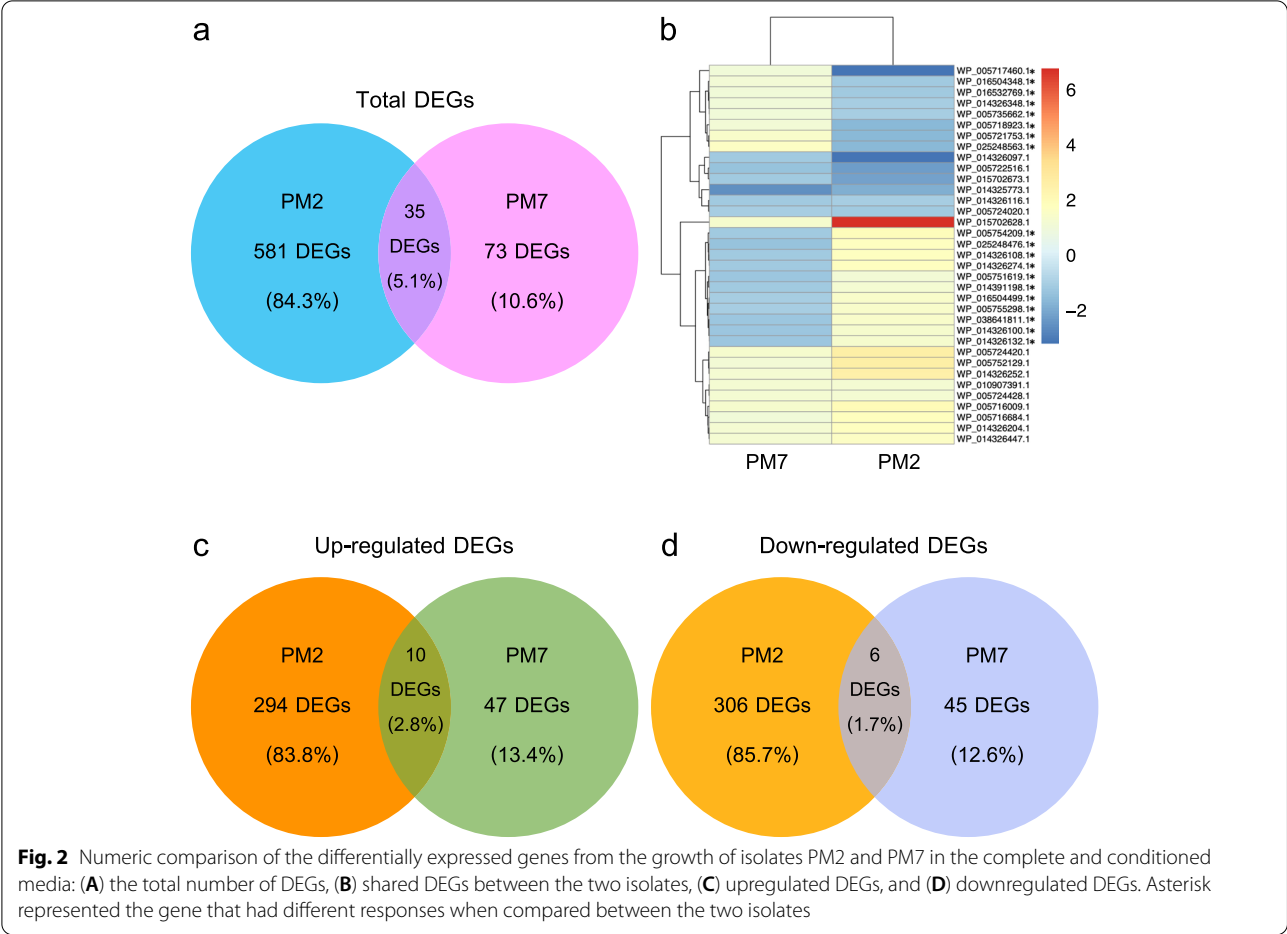 a
Total DEGs
PM2
581 DEGs
(84.3%)
35
DEGs
(5.1%)
PM7
73 DEGs
(10.6%)
b
WP_005717460.1*
WP_016504348.1*
WP_016532769.1*
WP_014326348.1*
WP_005735662.1*
WP_005718923.1*
WP_005721753.1*
WP_025248563.1*
WP_014326097.1
WP_005722516.1
WP_015702673.1
WP_014325773.1
WP_014326116.1
WP_005724020.1
WP_015702628.1
WP_005754209.1*
WP_025248476.1*
WP_014326108.1*
WP_014326274.1*
WP_005751619.1*
WP_014391198.1*
WP_016504499.1*
WP_005755298.1*
WP_038641811.1*
WP_014326100.1*
WP_014326132.1*
WP_005724420.1
WP_005752129.1
WP_014326252.1
WP_010907391.1
WP_005724428.1
WP_005716009.1
WP_005716684.1
WP_014326204.1
WP_014326447.1
6
4
2
0
−2
PM7
PM2
c
Up-regulated DEGs
PM2
294 DEGs
(83.8%)
10
DEGs
(2.8%)
PM7
47 DEGs
(13.4%)
d
Down-regulated DEGs
PM2
306 DEGs
(85.7%)
6
DEGs
(1.7%)
PM7
45 DEGs
(12.6%)
Fig. 2 Numeric comparison of the differentially expressed genes from the growth of isolates PM2 and PM7 in the complete and conditioned
media: (A) the total number of DEGs, (B) shared DEGs between the two isolates, (C) upregulated DEGs, and (D) downregulated DEGs. Asterisk
represented the gene that had different responses when compared between the two isolates